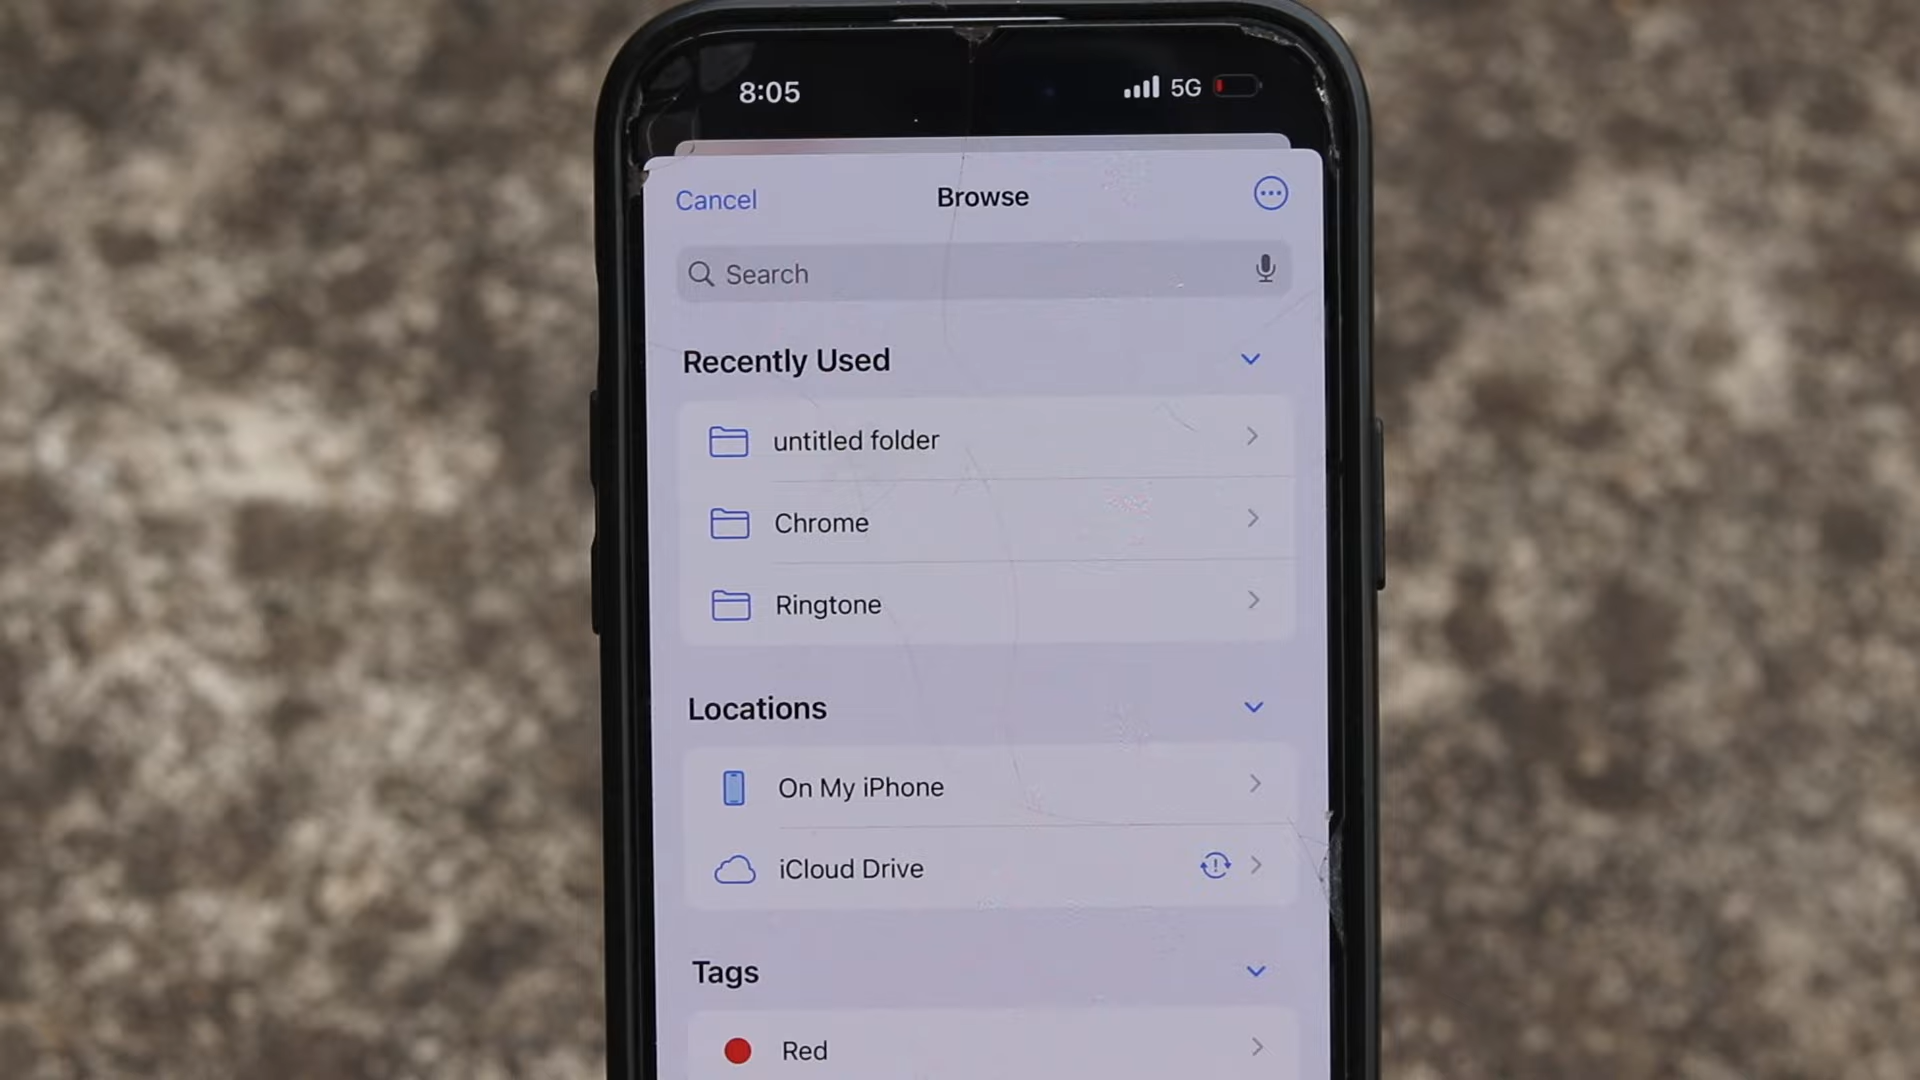 8:05 5G
Cancel Browse
Search
Recently Used
untitled folder
Chrome
Ringtone
Locations
On My iPhone
iCloud Drive
Tags
Red